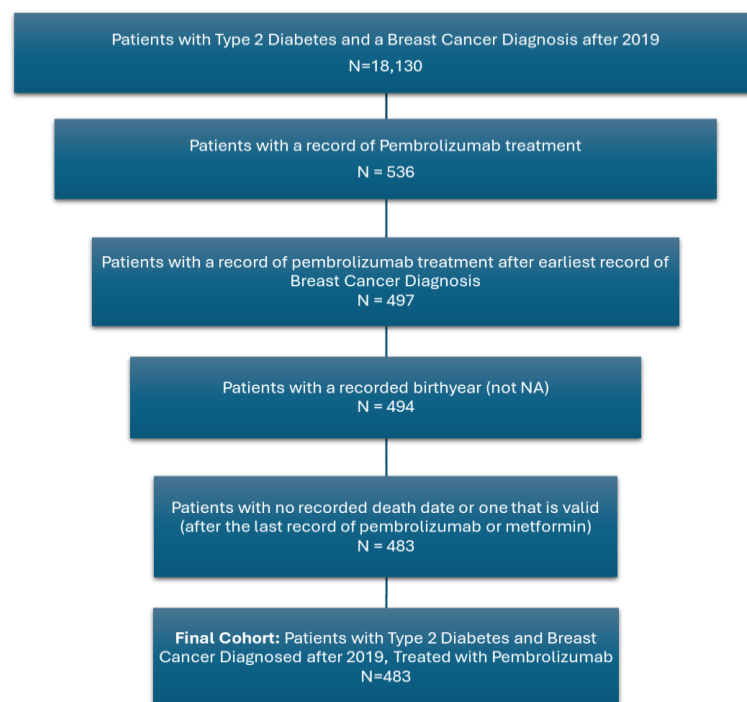 Patients with Type 2 Diabetes and a Breast Cancer Diagnosis after 2019
N=18,130
Patients with a record of Pembrolizumab treatment
N = 536
Patients with a record of pembrolizumab treatment after earliest record of
Breast Cancer Diagnosis
N = 497
Patients with a recorded birthyear (not NA)
N = 494
Patients with no recorded death date or one that is valid
(after the last record of pembrolizumab or metformin)
N = 483
Final Cohort: Patients with Type 2 Diabetes and Breast
Cancer Diagnosed after 2019, Treated with Pembrolizumab
N=483